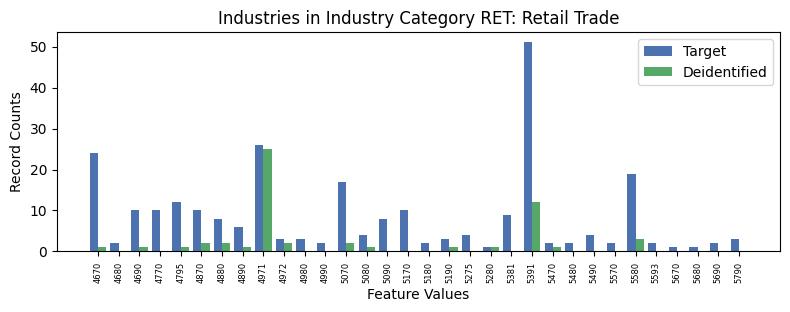 Industries in Industry Category RET: Retail Trade
Target
Deidentified
Record Counts
50
40
30
20
10
0
4670 4680 4690 4770 4795 4870 4880 4890 4971 4972 4980 4990 5070 5080 5090 5170 5180 5190 5275 5280 5381 5391 5470 5480 5490 5570 5580 5593 5670 5680 5690 5790
Feature Values